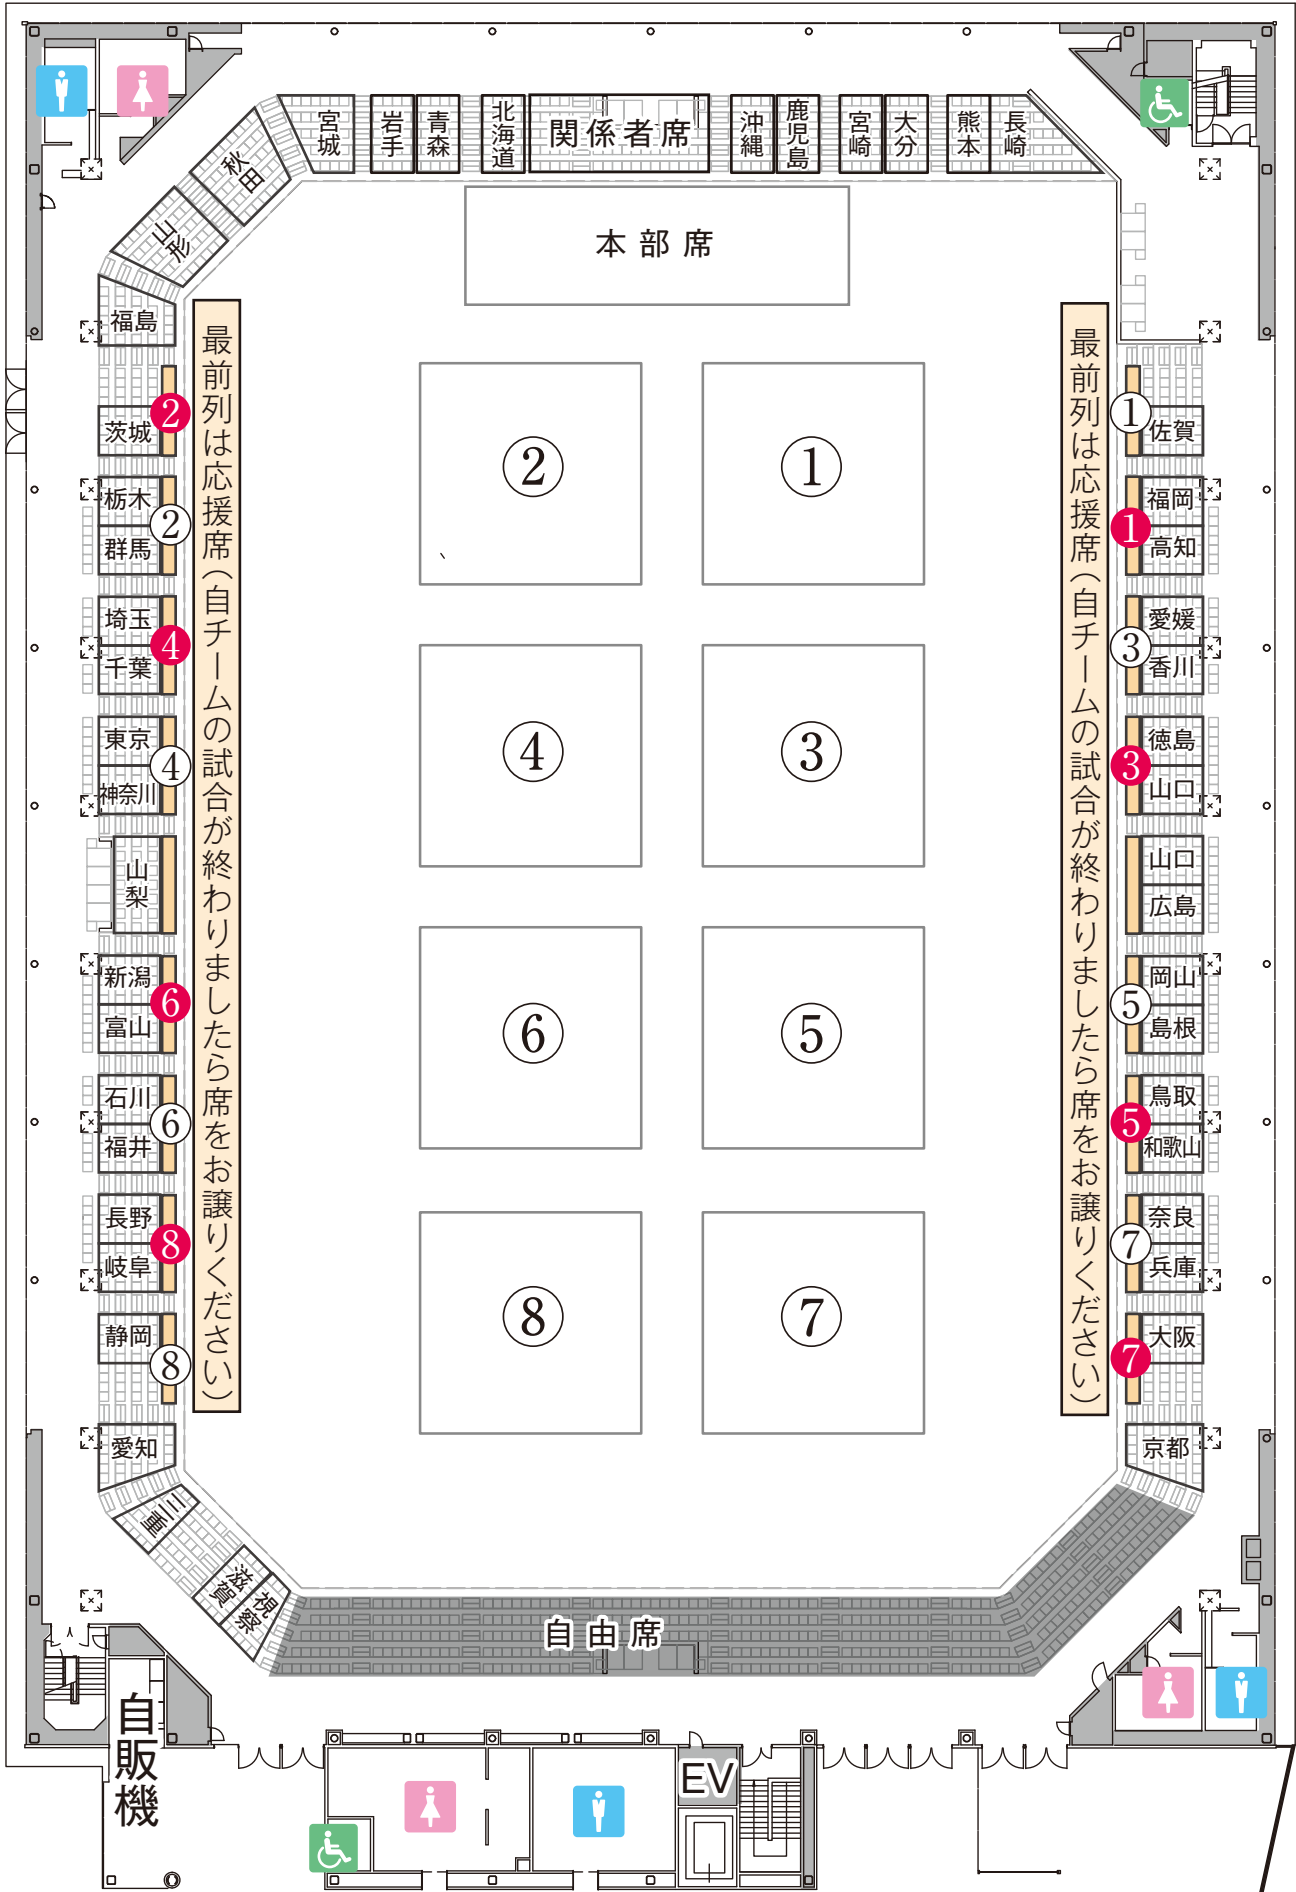 宮城
岩手
青森
北海道
関係者席
沖縄
鹿児島
宮崎
大分
熊本
長崎
秋田
山形
福島
本部席
最前列は応援席（自チームの試合が終わりましたら席をお譲りください）
最前列は応援席（自チームの試合が終わりましたら席をお譲りください）
茨城
❷
栃木
②
群馬
埼玉
❹
千葉
東京
④
神奈川
山梨
新潟
❻
富山
石川
⑥
福井
長野
❽
岐阜
静岡
⑧
愛知
三重
滋賀
視察
②
①
④
③
⑥
⑤
⑧
⑦
①
佐賀
福岡
❶
高知
愛媛
③
香川
徳島
❸
山口
山口
広島
岡山
⑤
島根
鳥取
❺
和歌山
奈良
⑦
兵庫
大阪
❼
京都
自由席
自販機
EV